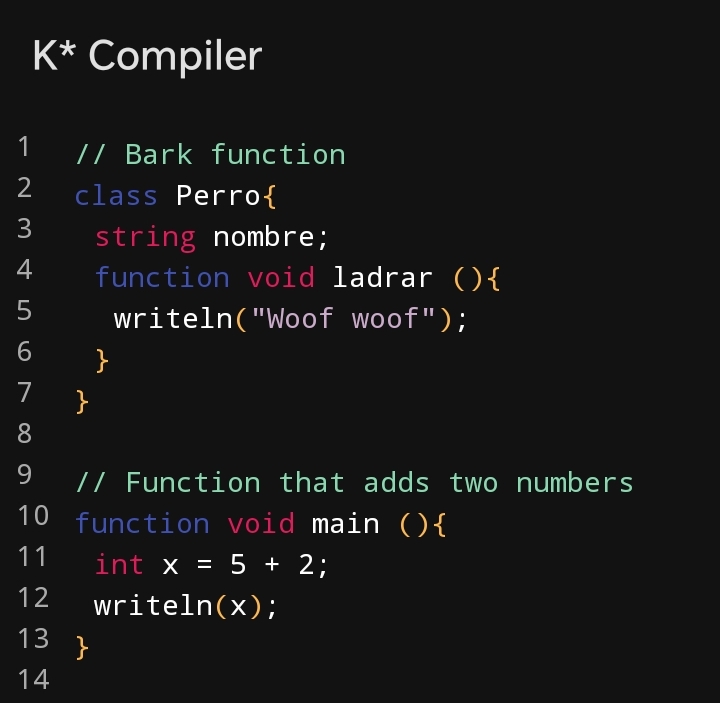 K* Compiler
1 // Bark function
2 class Perro{
3 string nombre;
4 function void ladrar (){
5 writeln("Woof woof");
6 }
7 }
8
9 // Function that adds two numbers
10 function void main (){
11 int x = 5 + 2;
12 writeln(x);
13 }
14